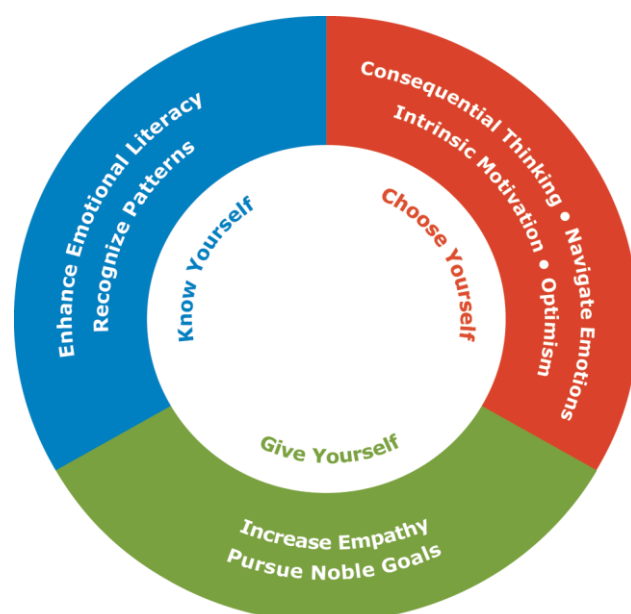 Enhance Emotional Literacy
Recognize Patterns
Know Yourself
Consequential Thinking ● Navigate Emotions
Intrinsic Motivation ● Optimism
Choose Yourself
Give Yourself
Increase Empathy
Pursue Noble Goals